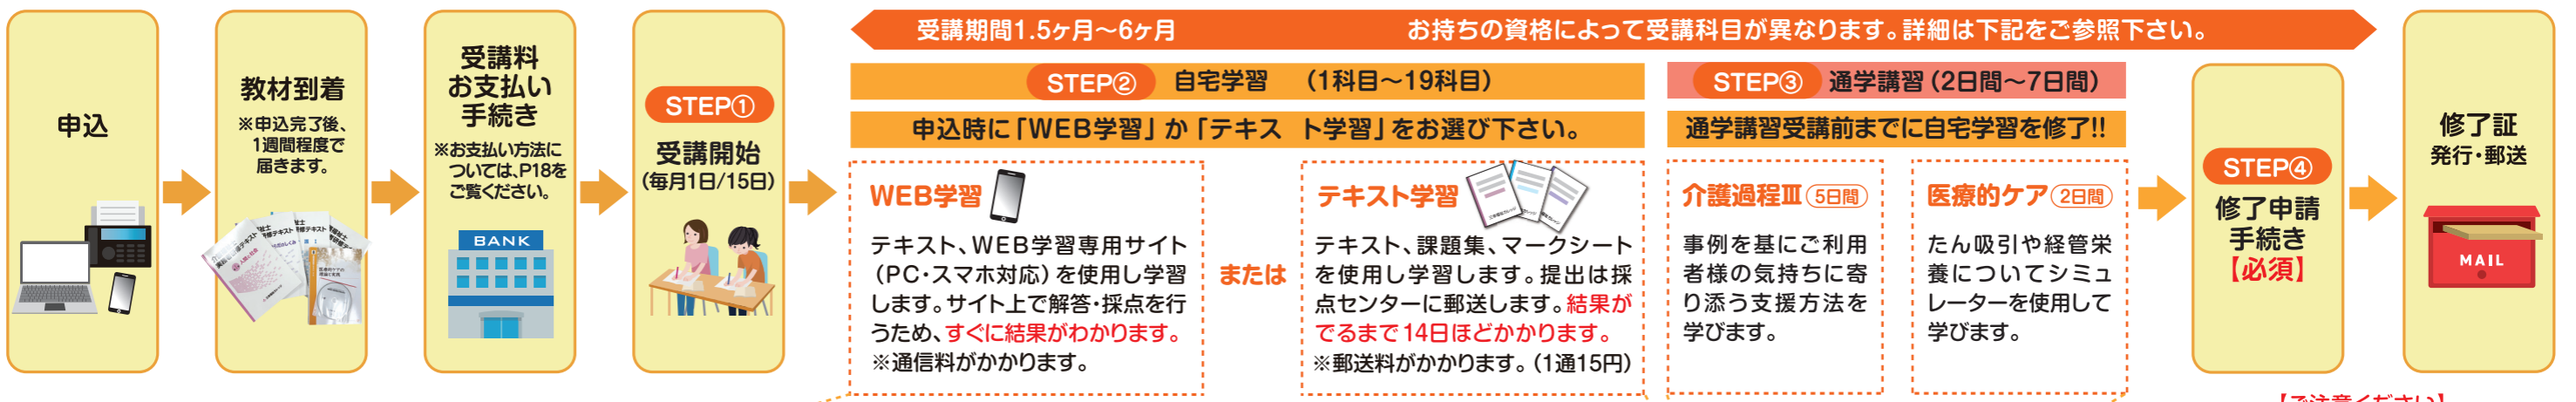 申込
教材到着
※申込完了後、
1週間程度で
届きます。
受講料
お支払い
手続き
※お支払い方法に
ついては、P18を
ご覧ください。
BANK
STEP①
受講開始
(毎月1日/15日)
受講期間1.5ヶ月〜6ヶ月 お持ちの資格によって受講科目が異なります。詳細は下記をご参照下さい。
STEP② 自宅学習 (1科目〜19科目)
申込時に「WEB学習」か「テキス ト学習」をお選び下さい。
WEB学習
テキスト、WEB学習専用サイト
(PC・スマホ対応)を使用し学習
します。サイト上で解答・採点を行
うため、すぐに結果がわかります。
※通信料がかかります。
または
テキスト学習
テキスト、課題集、マークシート
を使用し学習します。提出は採
点センターに郵送します。結果が
でるまで14日ほどかかります。
※郵送料がかかります。(1通15円)
STEP③ 通学講習(2日間〜7日間)
通学講習受講前までに自宅学習を修了!!
介護過程Ⅲ 5日間
事例を基にご利用
者様の気持ちに寄
り添う支援方法を
学びます。
医療的ケア 2日間
たん吸引や経管栄
養についてシミュ
レーターを使用して
学びます。
STEP④
修了申請
手続き
【必須】
修了証
発行・郵送
MAIL
【ご注意ください】